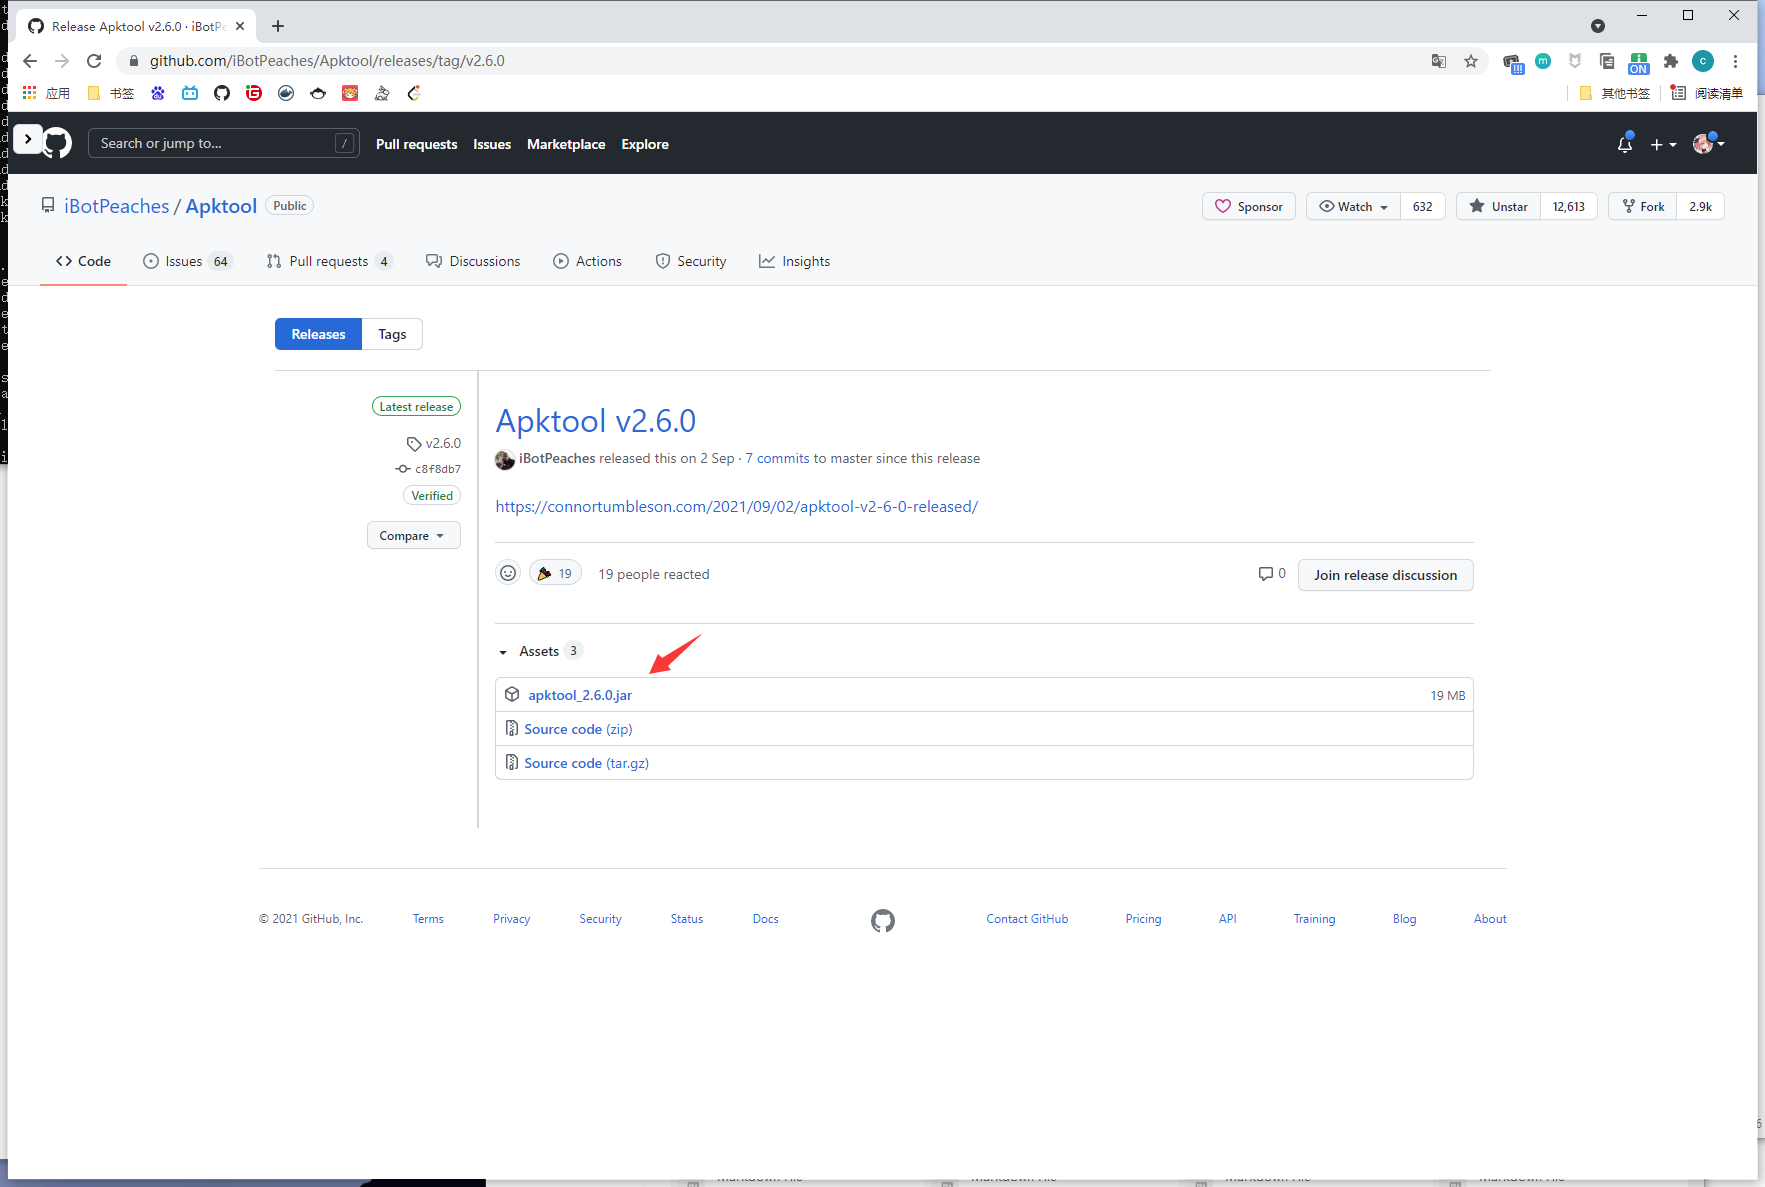 Release Apktool v2.6.0 · iBotPe
github.com/iBotPeaches/Apktool/releases/tag/v2.6.0
ON
c
应用
书签
其他书签
阅读清单
Search or jump to...
/
Pull requests
Issues
Marketplace
Explore
iBotPeaches / Apktool
Public
Sponsor
Watch
632
Unstar
12,613
Fork
2.9k
Code
Issues 64
Pull requests 4
Discussions
Actions
Security
Insights
Releases
Tags
Latest release
v2.6.0
c8f8db7
Verified
Compare
Apktool v2.6.0
iBotPeaches released this on 2 Sep · 7 commits to master since this release
https://connortumbleson.com/2021/09/02/apktool-v2-6-0-released/
19
19 people reacted
0
Join release discussion
Assets 3
apktool_2.6.0.jar
19 MB
Source code (zip)
Source code (tar.gz)
© 2021 GitHub, Inc.
Terms
Privacy
Security
Status
Docs
Contact GitHub
Pricing
API
Training
Blog
About